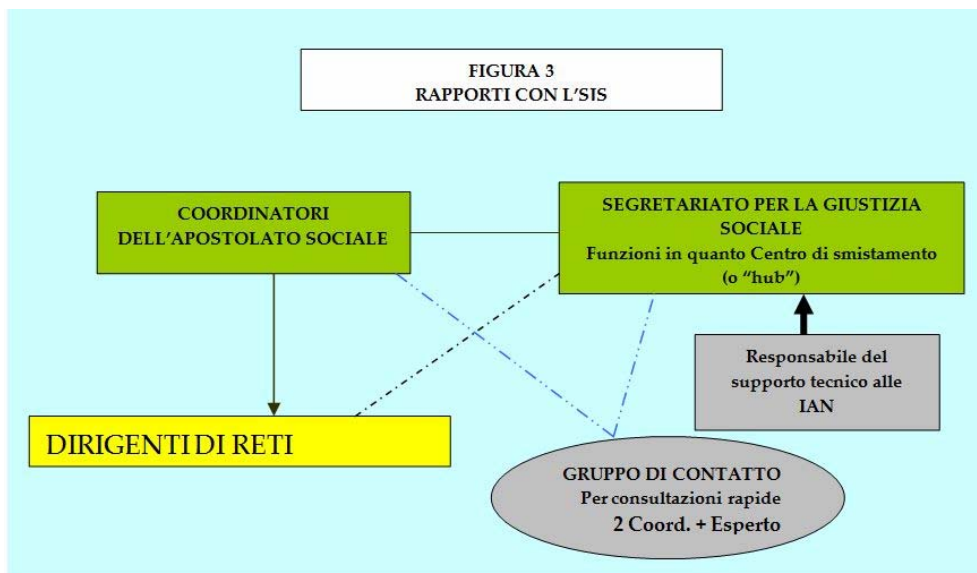 FIGURA 3
RAPPORTI CON L'SJS
COORDINATORI
DELL'APOSTOLATO SOCIALE
SEGRETARIATO PER LA GIUSTIZIA
SOCIALE
Funzioni in quanto Centro di smistamento
(o “hub”)
Responsabile del
supporto tecnico alle
IAN
DIRIGENTI DI RETI
GRUPPO DI CONTATTO
Per consultazioni rapide
2 Coord. + Esperto